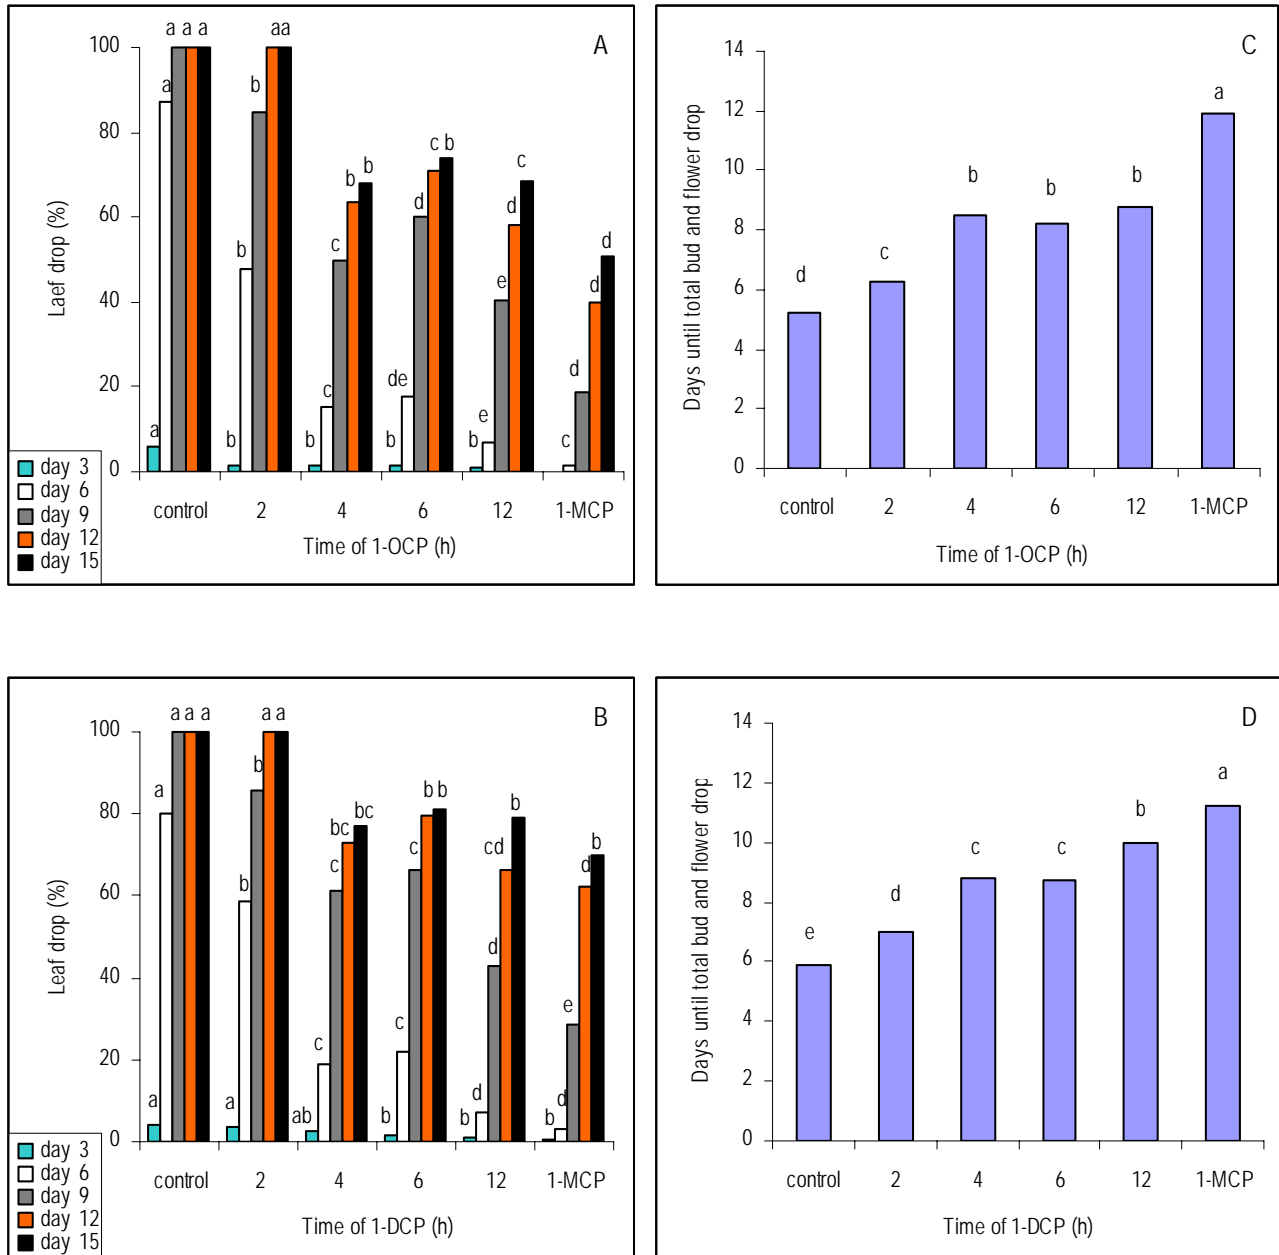 A
a a a
aa
100
a
b
80
c b
b
b
c
d
60
d
b
c
d
d
40
e
d
20
de
c
e
a
b
b
b
b
c
0
control 2 4 6 12 1-MCP
Time of 1-OCP (h)
Laef drop (%)
day 3
day 6
day 9
day 12
day 15
C
14
12
10
8
6
4
2
0
d
c
b
b
b
a
control 2 4 6 12 1-MCP
Time of 1-OCP (h)
Days until total bud and flower drop
B
a a a
a a
100
a
b
80
bc
bc
b b
b
b
60
b
c
c
cd
d
40
d
e
20
c
c
d
d
a
a
ab
b
b
b
0
control 2 4 6 12 1-MCP
Time of 1-DCP (h)
Leaf drop (%)
day 3
day 6
day 9
day 12
day 15
D
14
12
10
8
6
4
2
0
e
d
c
c
b
a
control 2 4 6 12 1-MCP
Time of 1-DCP (h)
Days until total bud and flower drop